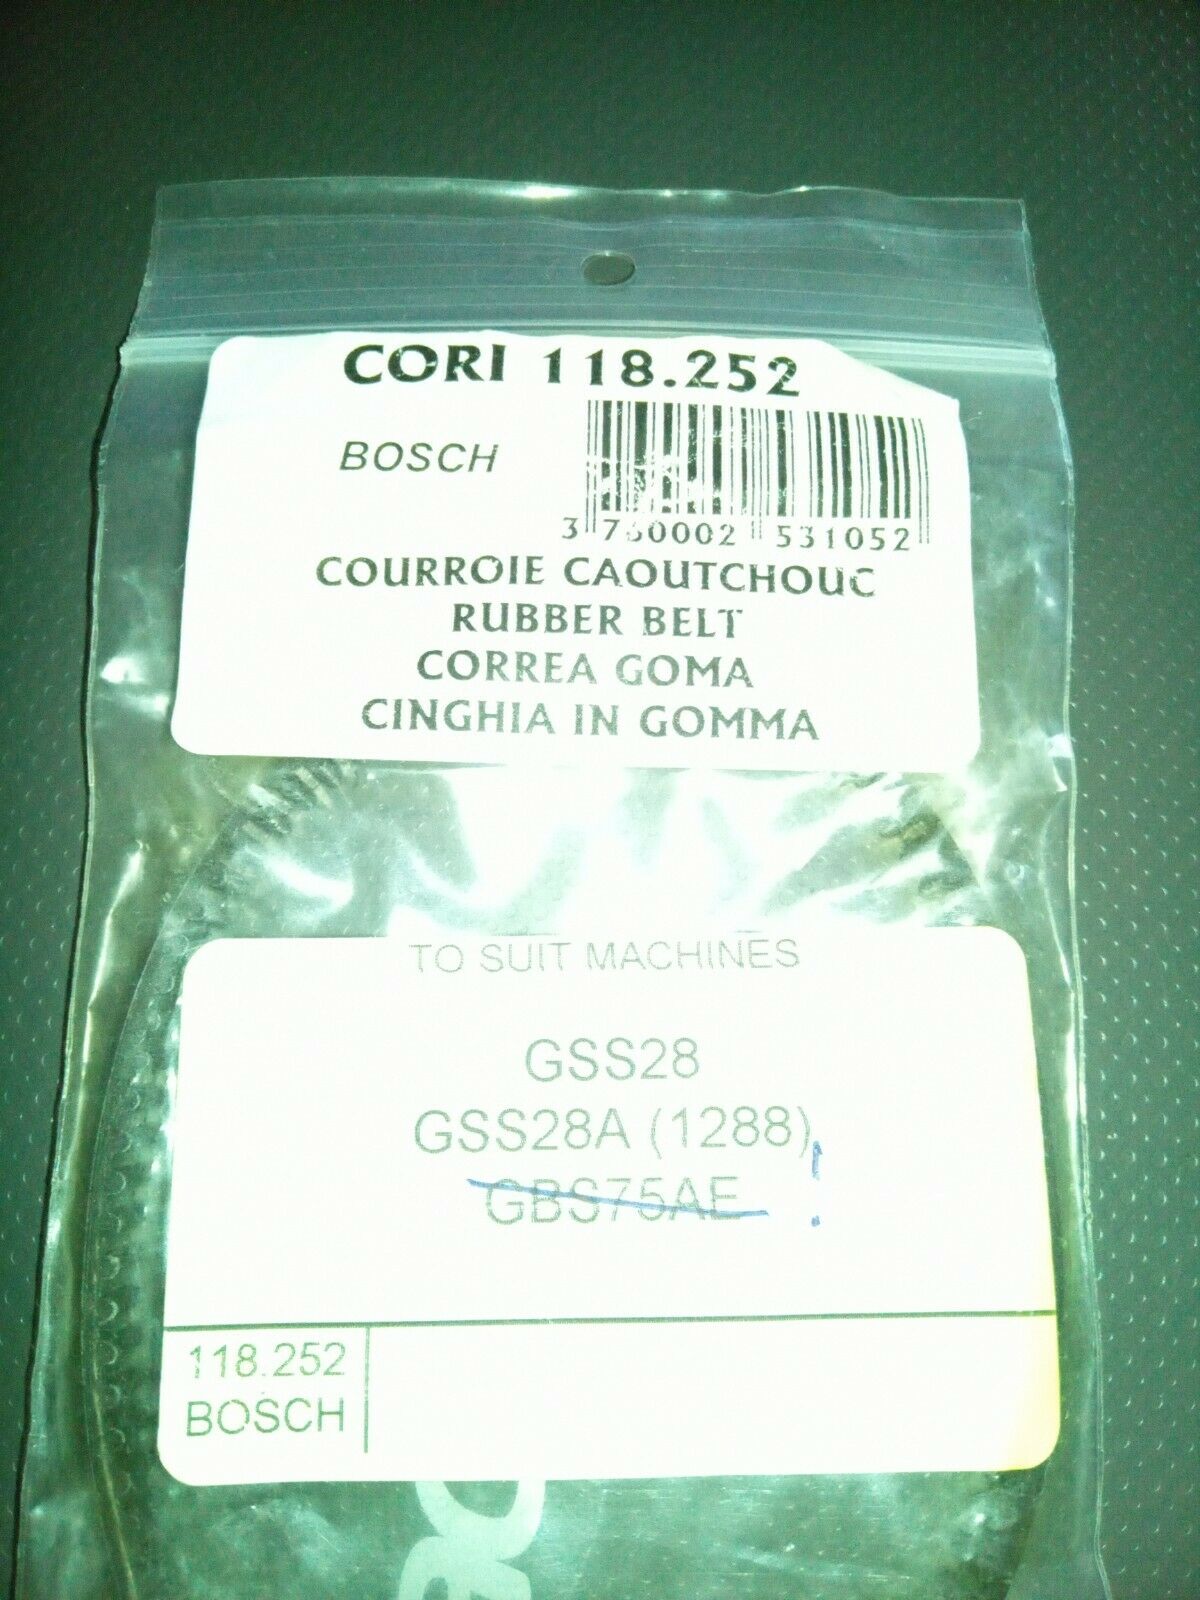 CORI 118.252
BOSCH
3 760002 531052
COURROIE CAOUTCHOUC
RUBBER BELT
CORREA GOMA
CINGHIA IN GOMMA
TO SUIT MACHINES
GSS28
GSS28A (1288)
GBS75AE !
118.252
BOSCH